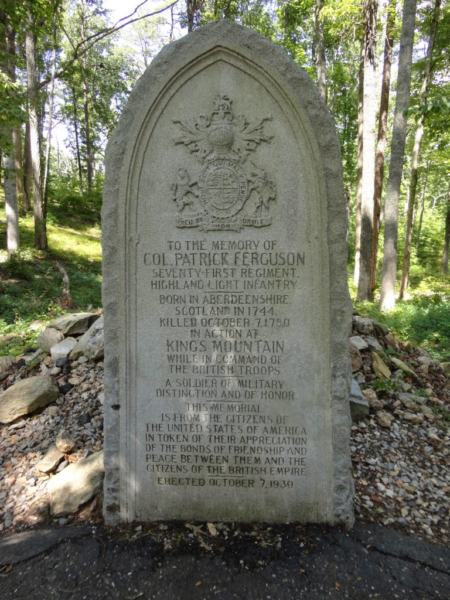 TO THE MEMORY OF
COL. PATRICK FERGUSON
SEVENTY-FIRST REGIMENT.
HIGHLAND LIGHT INFANTRY.
BORN IN ABERDEENSHIRE
SCOTLAND IN 1744.
KILLED OCTOBER 7, 1780
IN ACTION AT
KINGS MOUNTAIN
WHILE IN COMMAND OF
THE BRITISH TROOPS.
A SOLDIER OF MILITARY
DISTINCTION AND OF HONOR
THIS MEMORIAL
IS FROM THE CITIZENS OF
THE UNITED STATES OF AMERICA
IN TOKEN OF THEIR APPRECIATION
OF THE BONDS OF FRIENDSHIP AND
PEACE BETWEEN THEM AND THE
CITIZENS OF THE BRITISH EMPIRE
ERECTED OCTOBER 7, 1930.